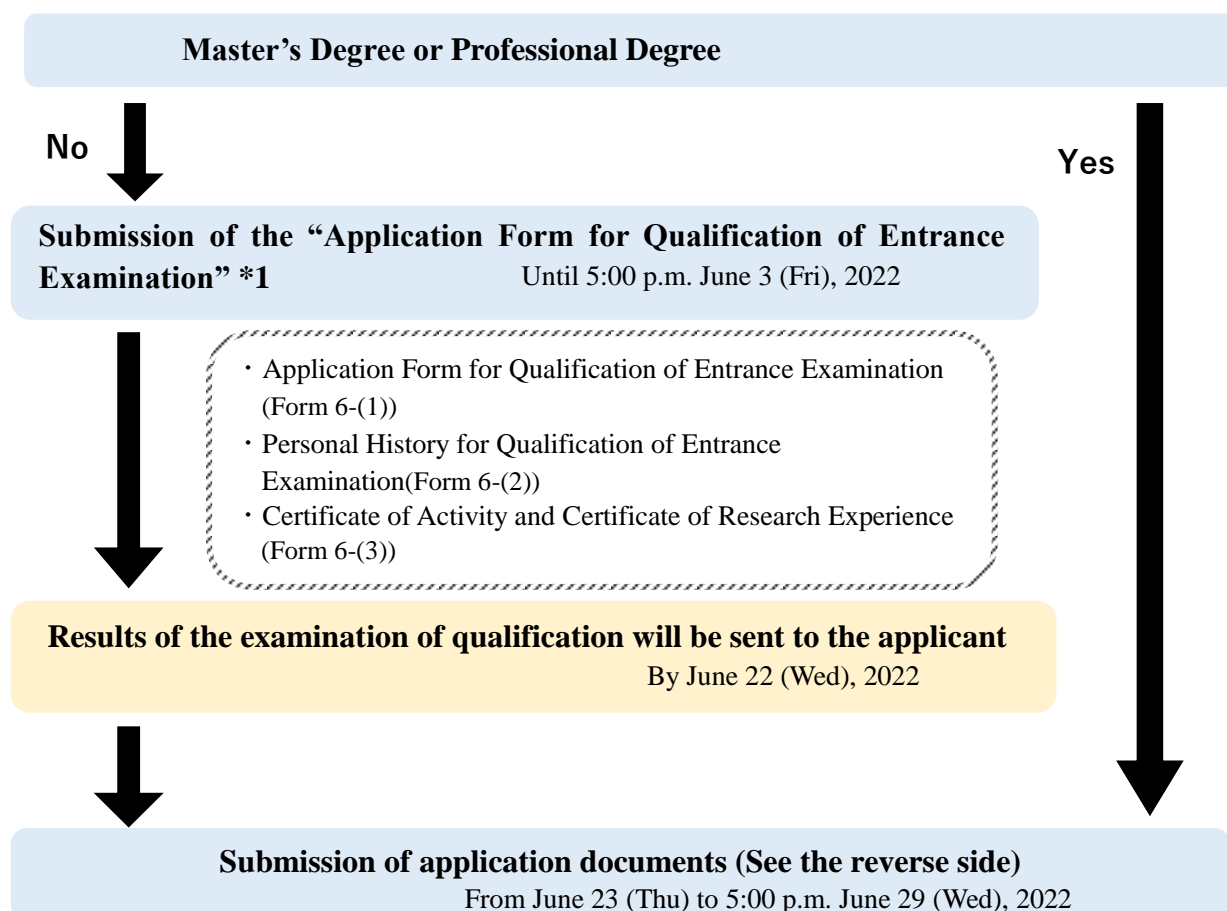 Master’s Degree or Professional Degree
No
Yes
Submission of the “Application Form for Qualification of Entrance
Examination” *1 Until 5:00 p.m. June 3 (Fri), 2022
・Application Form for Qualification of Entrance Examination
(Form 6-(1))
・Personal History for Qualification of Entrance
Examination(Form 6-(2))
・Certificate of Activity and Certificate of Research Experience
(Form 6-(3))
Results of the examination of qualification will be sent to the applicant
By June 22 (Wed), 2022
Submission of application documents (See the reverse side)
From June 23 (Thu) to 5:00 p.m. June 29 (Wed), 2022